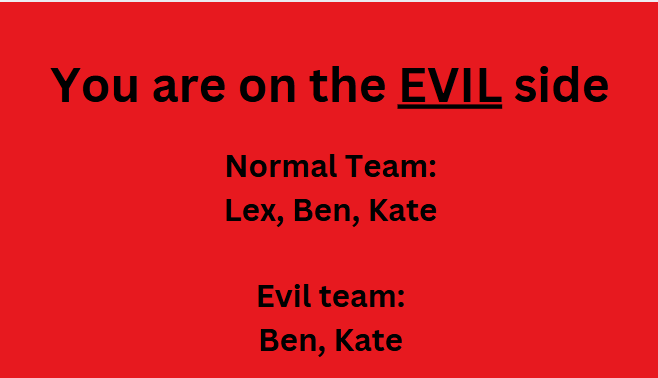 You are on the EVIL side
Normal Team:
Lex, Ben, Kate
Evil team:
Ben, Kate